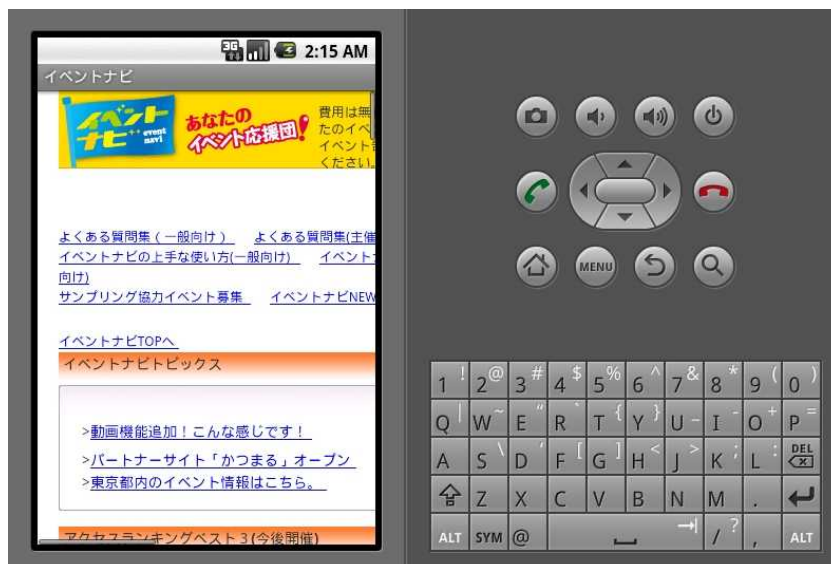 3G 2:15 AM
イベントナビ
イベント
ナビ event navi
あなたの
イベント応援団!
費用は無
たのイベ
イベント
ください。
よくある質問集(一般向け) よくある質問集(主催
イベントナビの上手な使い方(一般向け) イベント
向け)
サンプリング協力イベント募集 イベントナビNEW
イベントナビTOPへ
イベントナビトピックス
>動画機能追加!こんな感じです!
>パートナーサイト「かつまる」オープン
>東京都内のイベント情報はこちら。
アクセスランキングベスト3(今後開催)
MENU
1 ! 2 @ 3 # 4 $ 5 % 6 ^ 7 & 8 * 9 ( 0 )
Q | W ~ E " R ` T { Y } U _ I - O + P =
A S \ D ' F [ G ] H < J > K ; L : DEL
Z X C V B N M .
ALT SYM @ / ? , ALT